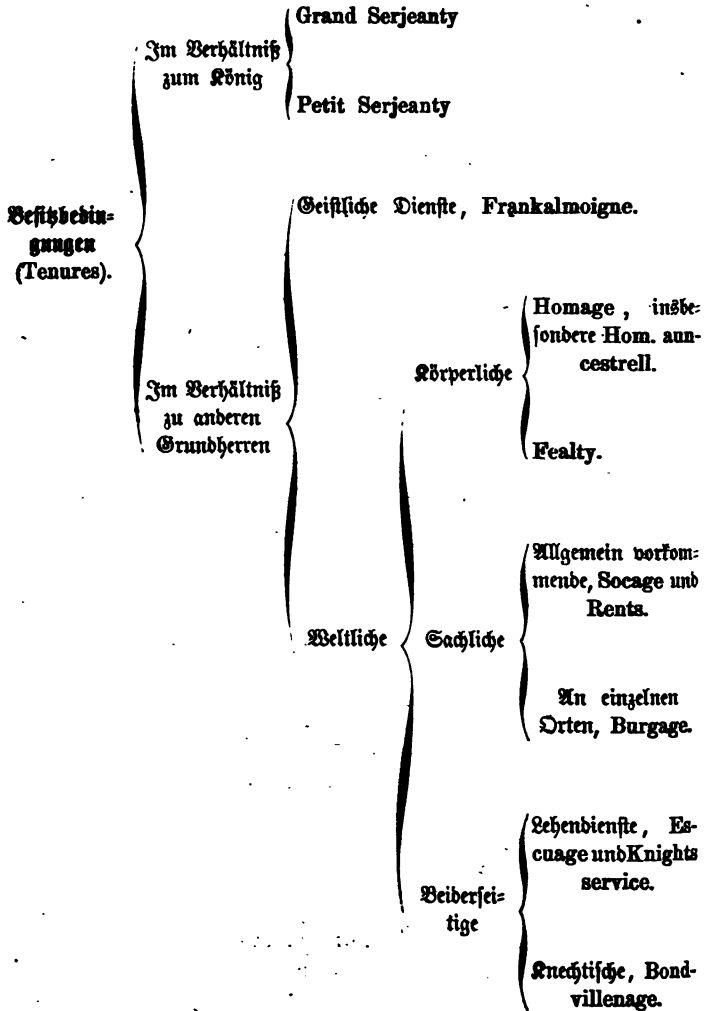 Besitzbedin=
gungen
(Tenures).
Im Verhältniß
zum König
Grand Serjeanty
Petit Serjeanty
Im Verhältniß
zu anderen
Grundherren
Geistliche Dienste, Frankalmoigne.
Weltliche
Körperliche
Homage, insbe=
sondere Hom. aun-
cestrell.
Fealty.
Sachliche
Allgemein vorkom=
mende, Socage und
Rents.
An einzelnen
Orten, Burgage.
Beidersei=
tige
Lehendienste, Es-
cuage und Knights
service.
Knechtische, Bond-
villenage.